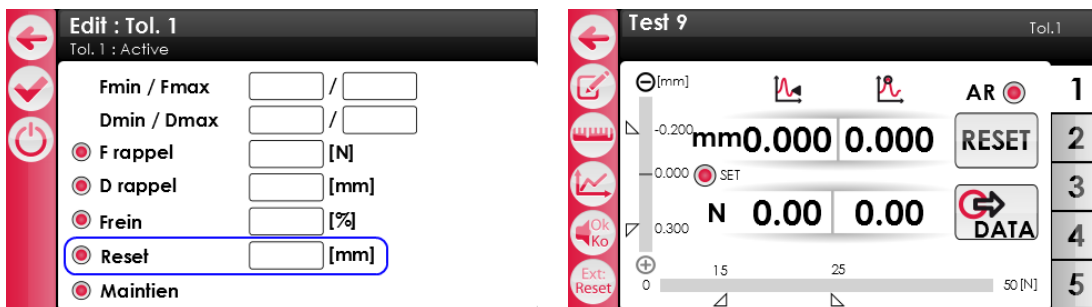 Edit : Tol. 1
Tol. 1 : Active
Fmin / Fmax /
Dmin / Dmax /
F rappel [N]
D rappel [mm]
Frein [%]
Reset [mm]
Maintien
Test 9 Tol.1
[mm]
AR
1
-0.200
mm 0.000 0.000
RESET
2
0.000 SET
3
N 0.00 0.00
DATA
0.300
4
Ok
Ko
Ext:
Reset
15 25
0 50 [N]
5